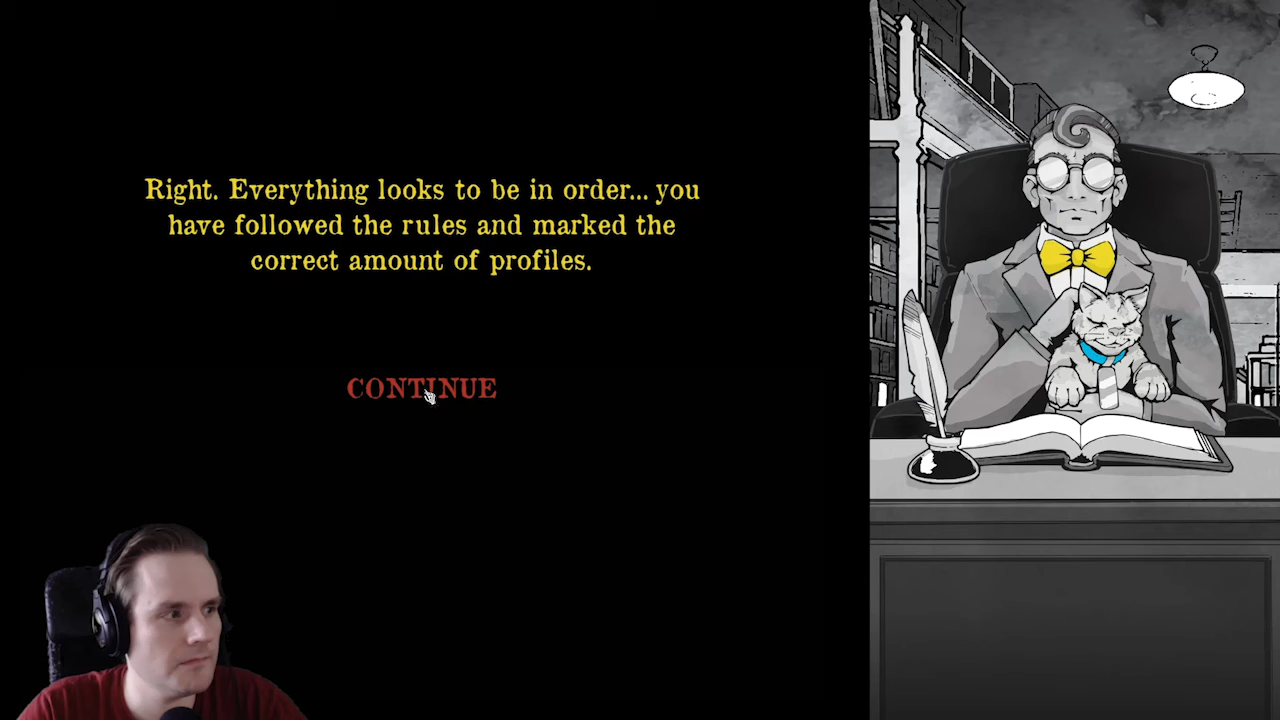 Right. Everything looks to be in order... you
have followed the rules and marked the
correct amount of profiles.
CONTINUE